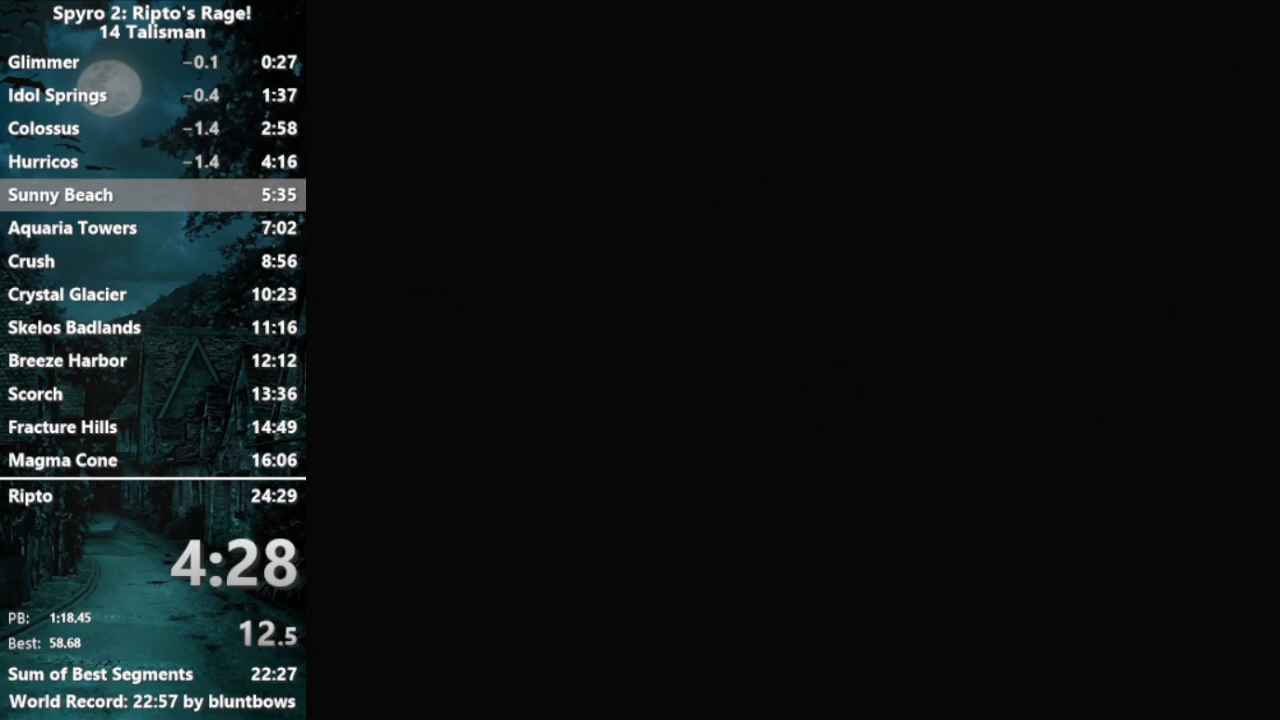 Spyro 2: Ripto's Rage!
14 Talisman
Glimmer −0.1 0:27
Idol Springs −0.4 1:37
Colossus −1.4 2:58
Hurricos −1.4 4:16
Sunny Beach 5:35
Aquaria Towers 7:02
Crush 8:56
Crystal Glacier 10:23
Skelos Badlands 11:16
Breeze Harbor 12:12
Scorch 13:36
Fracture Hills 14:49
Magma Cone 16:06
Ripto 24:29
4:28
PB: 1:18.45
12.5
Best: 58.68
Sum of Best Segments 22:27
World Record: 22:57 by bluntbows